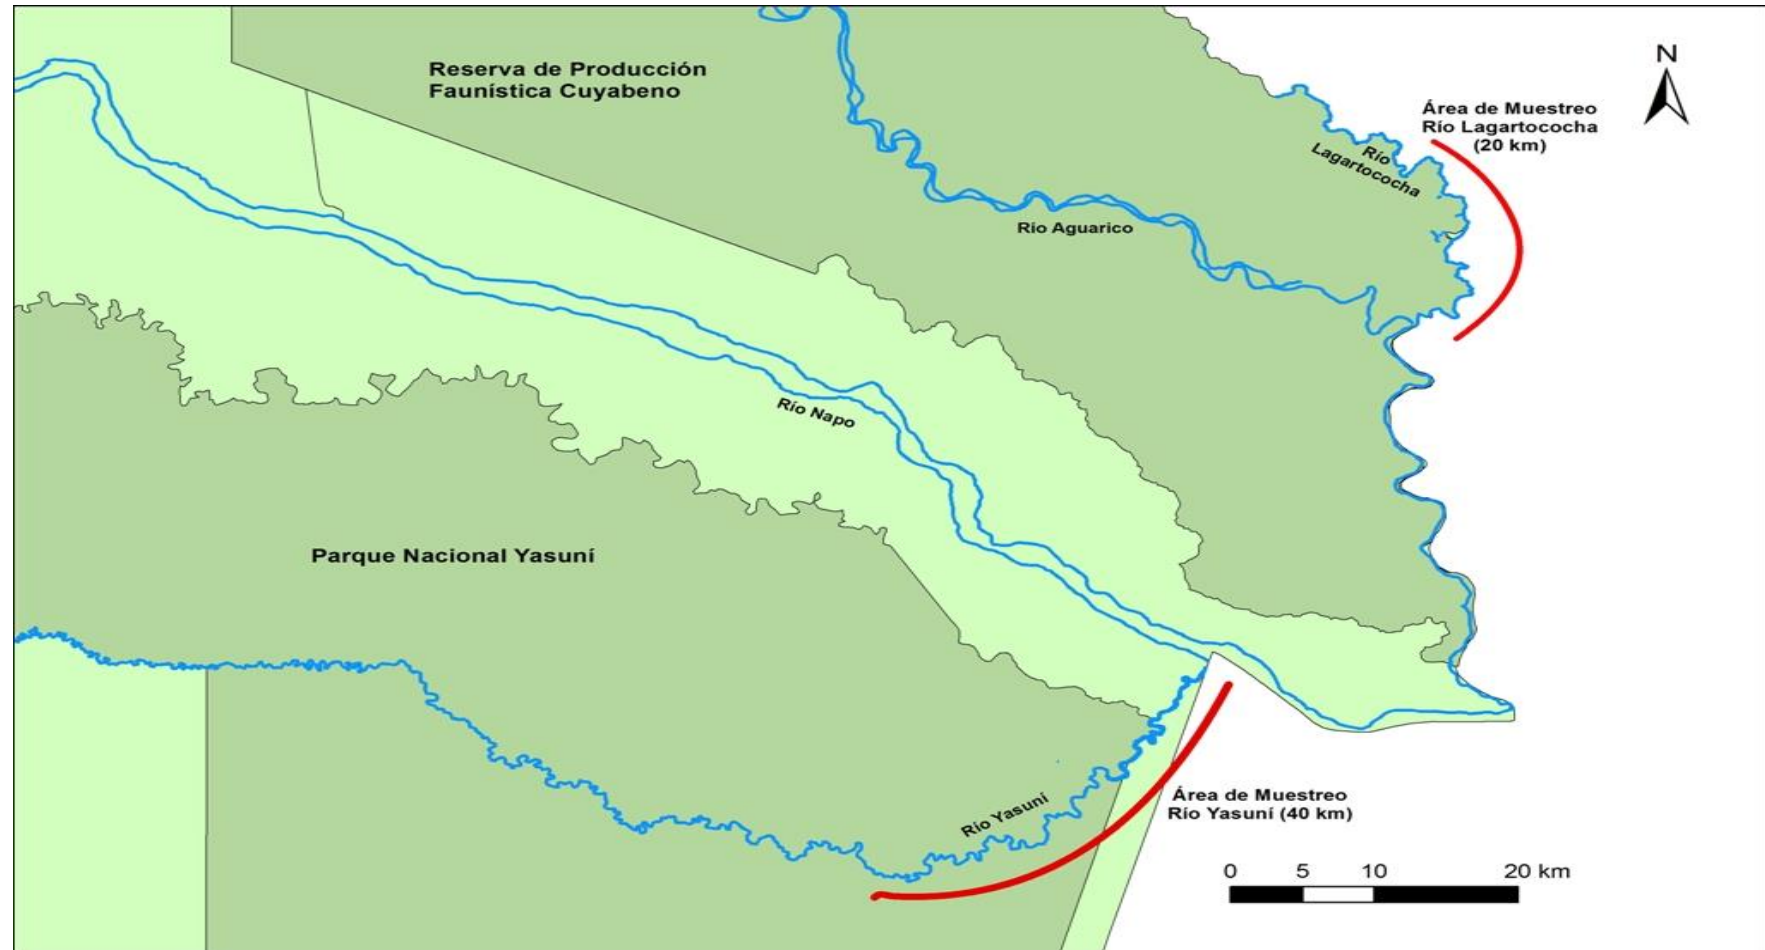 Reserva de Producción
Faunística Cuyabeno
N
Área de Muestreo
Río Lagartococha
(20 km)
Río
Lagartococha
Río Aguarico
Río Napo
Parque Nacional Yasuní
Río Yasuní
Área de Muestreo
Río Yasuní (40 km)
0 5 10 20 km